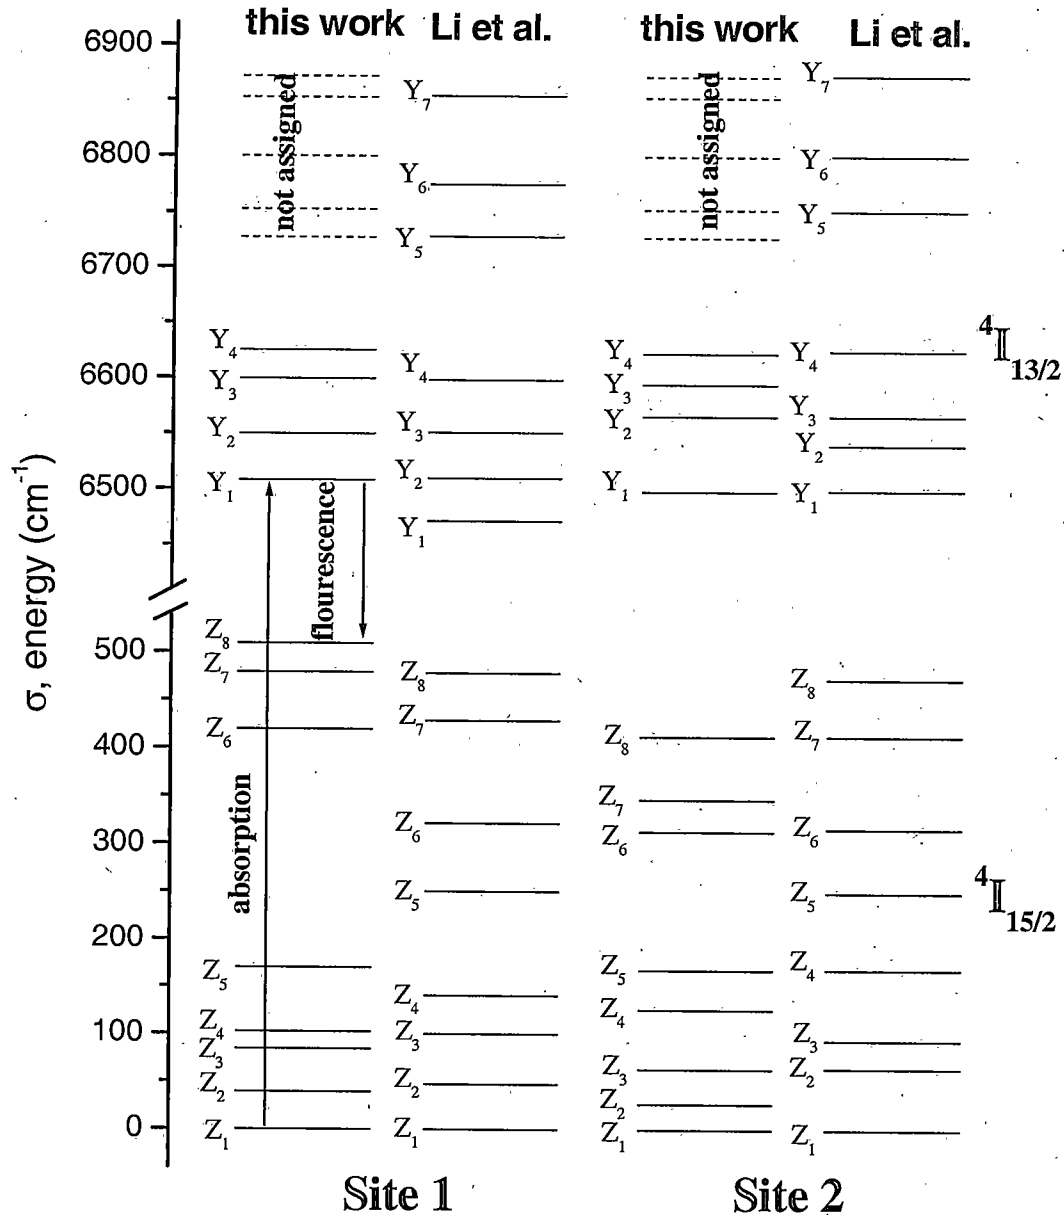 this work Li et al. this work Li et al.
σ, energy (cm⁻¹)
6900
6800
6700
6600
6500
500
400
300
200
100
0
not assigned
Y₄
Y₃
Y₂
Y₁
flourescence
absorption
Z₈
Z₇
Z₆
Z₅
Z₄
Z₃
Z₂
Z₁
Y₇
Y₆
Y₅
Y₄
Y₃
Y₂
Y₁
Z₈
Z₇
Z₆
Z₅
Z₄
Z₃
Z₂
Z₁
not assigned
Y₄
Y₃
Y₂
Y₁
Z₈
Z₇
Z₆
Z₅
Z₄
Z₃
Z₂
Z₁
Y₇
Y₆
Y₅
Y₄
Y₃
Y₂
Y₁
Z₈
Z₇
Z₆
Z₅
Z₄
Z₃
Z₂
Z₁
⁴I₁₃/₂
⁴I₁₅/₂
Site 1 Site 2